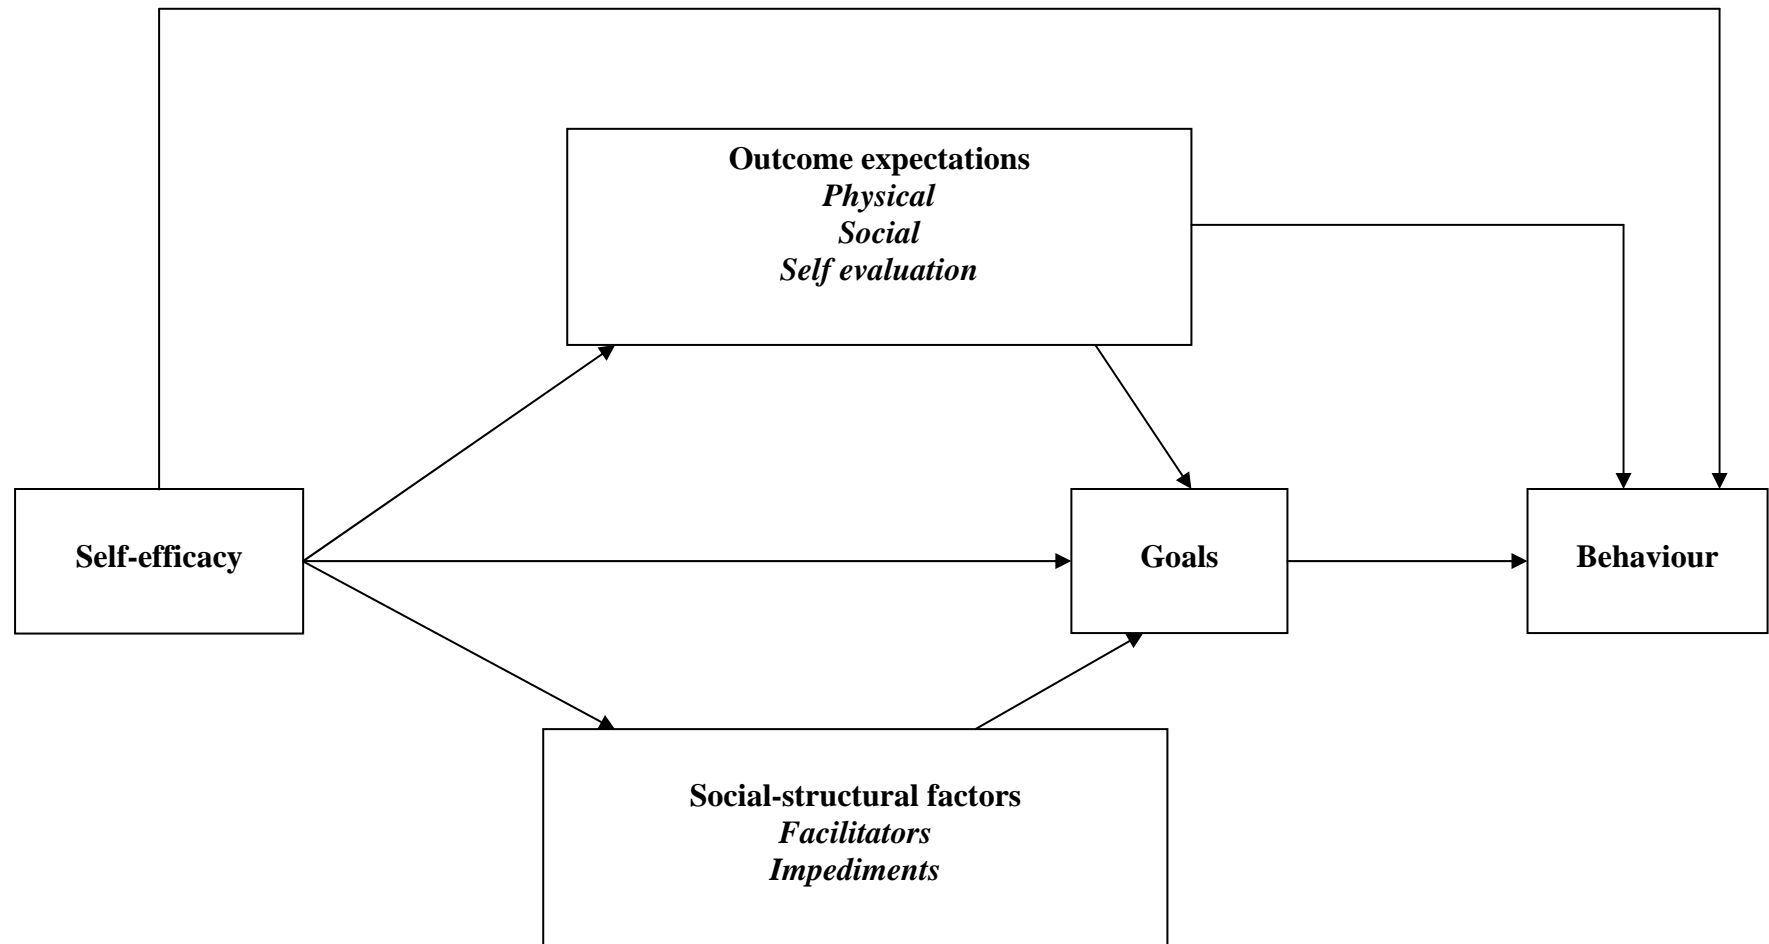 Outcome expectations
Physical
Social
Self evaluation
Self-efficacy
Goals
Behaviour
Social-structural factors
Facilitators
Impediments